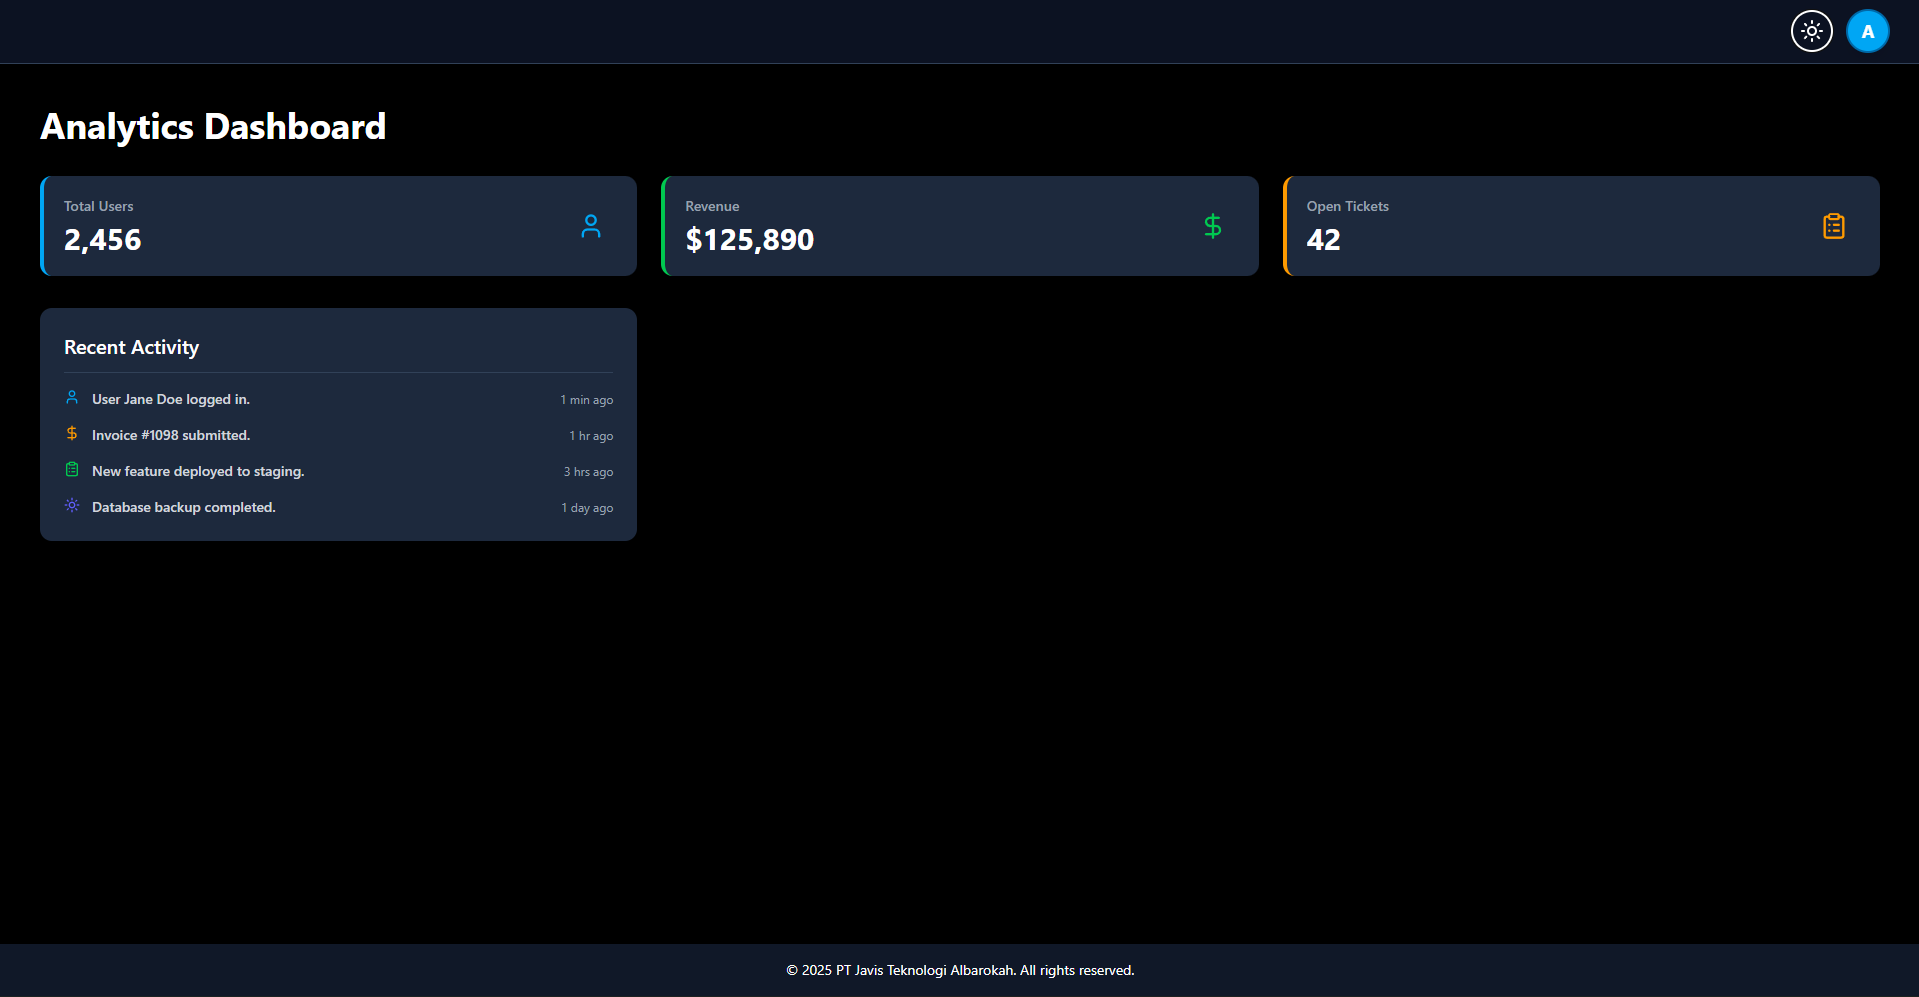 A
Analytics Dashboard
Total Users
2,456
Revenue
$125,890
Open Tickets
42
Recent Activity
User Jane Doe logged in. 1 min ago
Invoice #1098 submitted. 1 hr ago
New feature deployed to staging. 3 hrs ago
Database backup completed. 1 day ago
© 2025 PT Javis Teknologi Albarokah. All rights reserved.